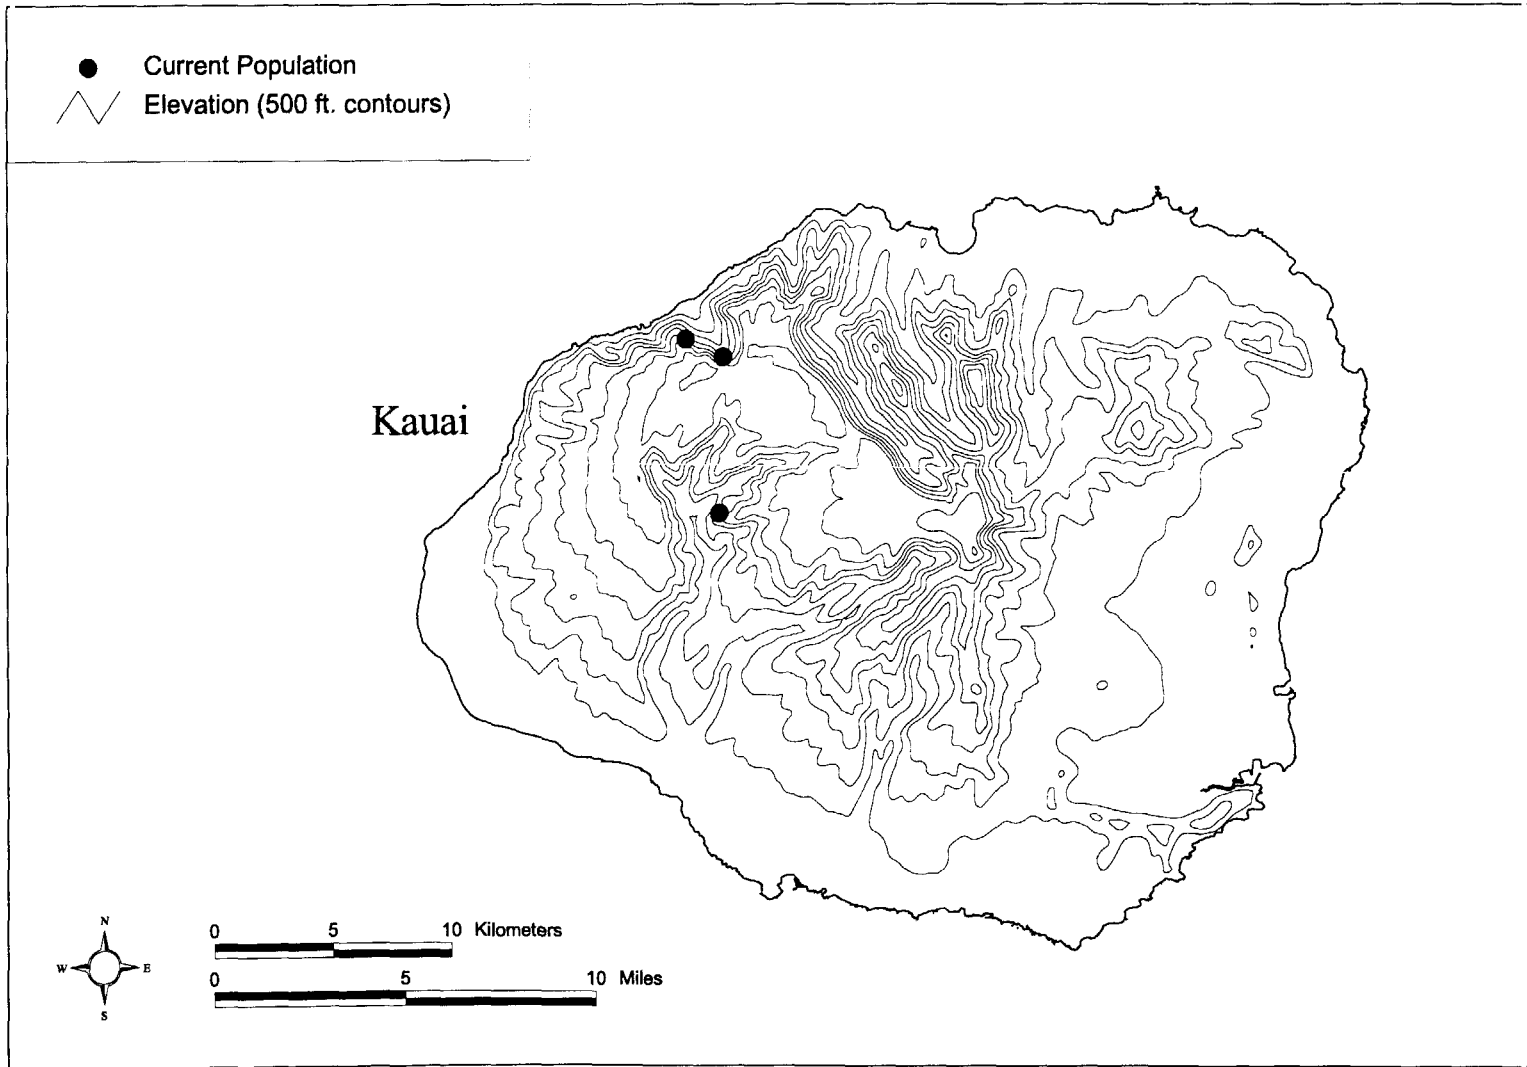 Current Population
Elevation (500 ft. contours)
Kauai
N
W E
S
0 5 10 Kilometers
0 5 10 Miles